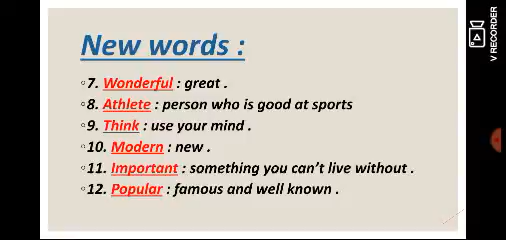 New words :
◦7. Wonderful : great .
◦8. Athlete : person who is good at sports
◦9. Think : use your mind .
◦10. Modern : new .
◦11. Important : something you can't live without .
◦12. Popular : famous and well known .
V RECORDER